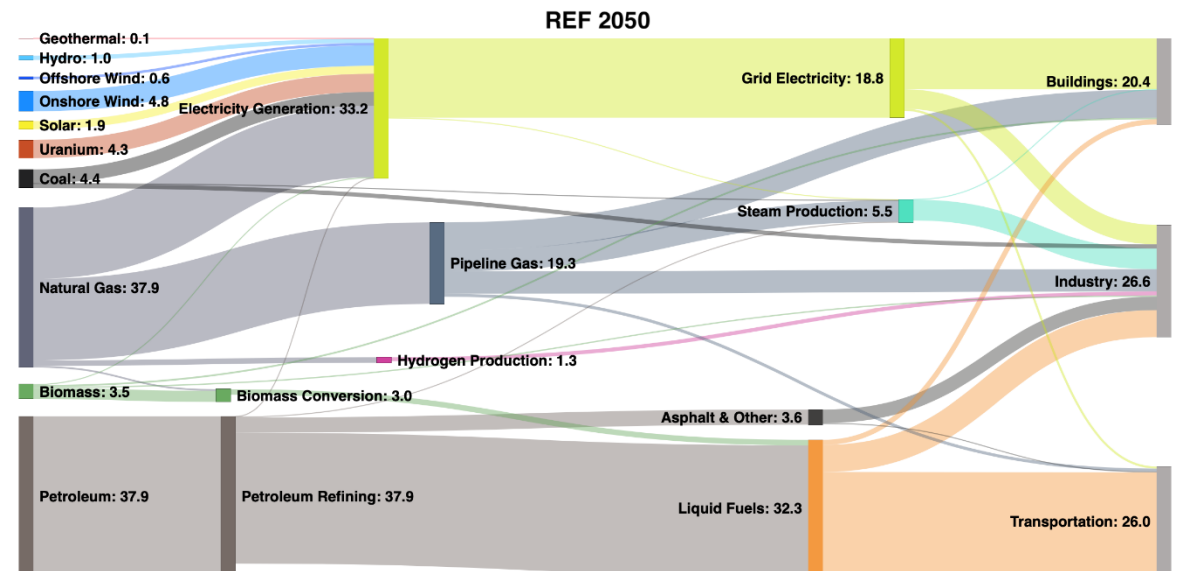 REF 2050
Geothermal: 0.1
Hydro: 1.0
Offshore Wind: 0.6
Onshore Wind: 4.8
Solar: 1.9
Uranium: 4.3
Coal: 4.4
Natural Gas: 37.9
Biomass: 3.5
Petroleum: 37.9
Electricity Generation: 33.2
Pipeline Gas: 19.3
Hydrogen Production: 1.3
Biomass Conversion: 3.0
Petroleum Refining: 37.9
Grid Electricity: 18.8
Steam Production: 5.5
Asphalt & Other: 3.6
Liquid Fuels: 32.3
Buildings: 20.4
Industry: 26.6
Transportation: 26.0